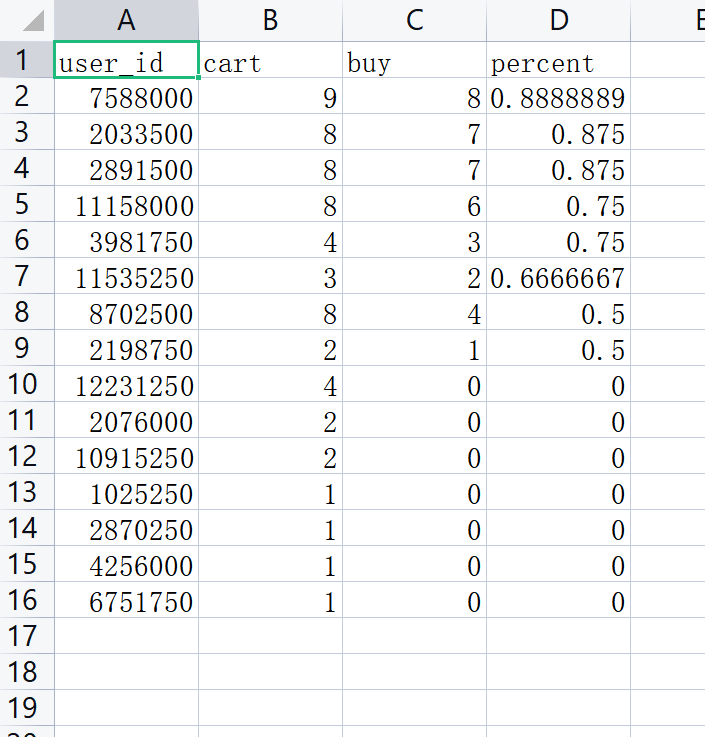 A B C D E
1 user_id cart buy percent
2 7588000 9 8 0.8888889
3 2033500 8 7 0.875
4 2891500 8 7 0.875
5 11158000 8 6 0.75
6 3981750 4 3 0.75
7 11535250 3 2 0.6666667
8 8702500 8 4 0.5
9 2198750 2 1 0.5
10 12231250 4 0 0
11 2076000 2 0 0
12 10915250 2 0 0
13 1025250 1 0 0
14 2870250 1 0 0
15 4256000 1 0 0
16 6751750 1 0 0
17
18
19